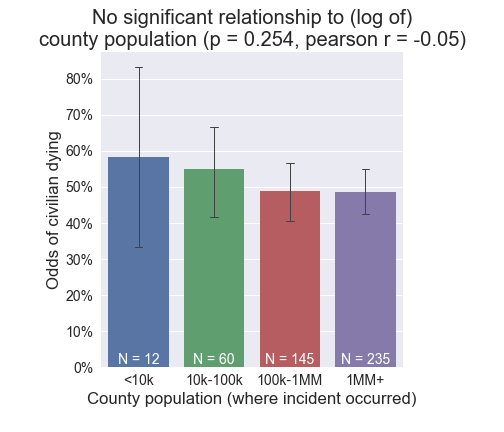 No significant relationship to (log of)
county population (p = 0.254, pearson r = -0.05)
80%
70%
60%
50%
40%
30%
20%
10%
0%
Odds of civilian dying
N = 12 N = 60 N = 145 N = 235
<10k 10k-100k 100k-1MM 1MM+
County population (where incident occurred)